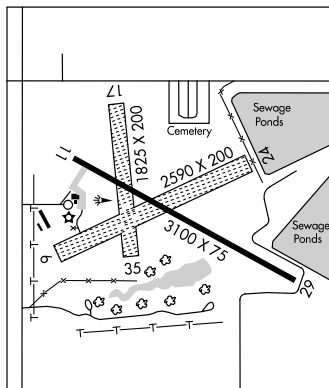 17
Sewage
Ponds
Cemetery
1825 X 200
24
11
2590 X 200
3100 X 75
Sewage
Ponds
6
35
29